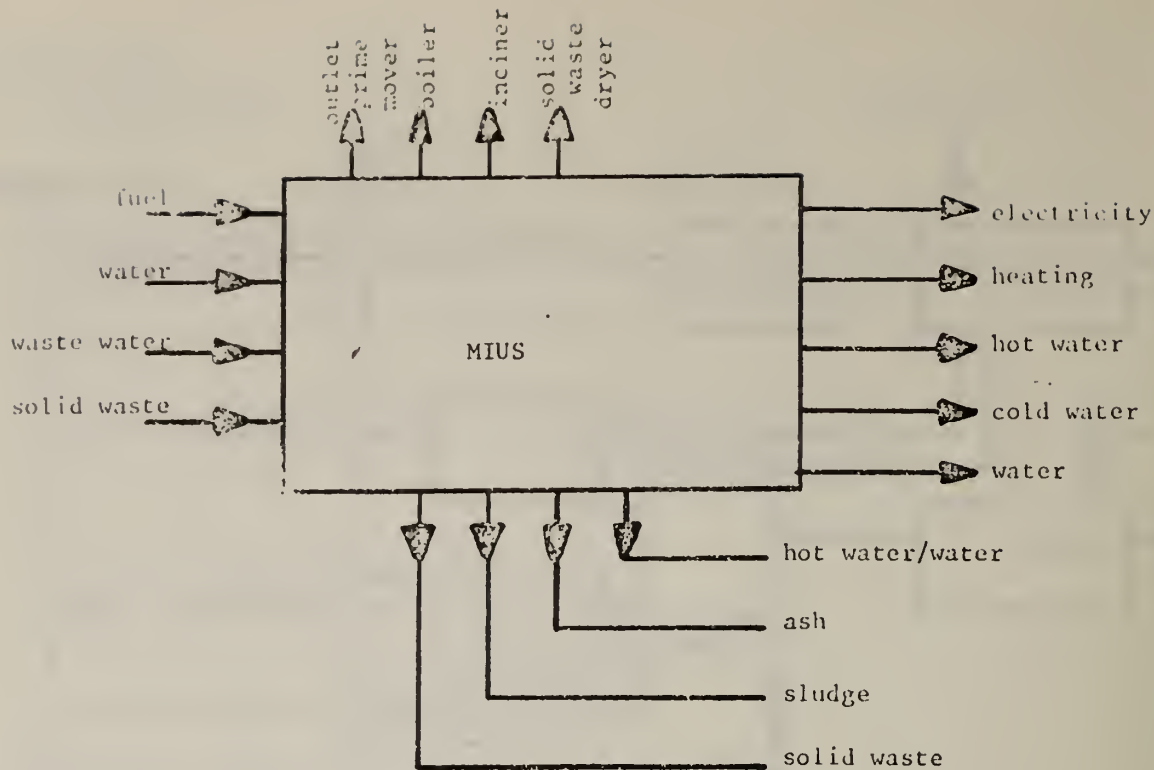 outlet
prime
mover
boiler
inciner
solid
waste
dryer
fuel
water
waste water
solid waste
MIUS
electricity
heating
hot water
cold water
water
hot water/water
ash
sludge
solid waste